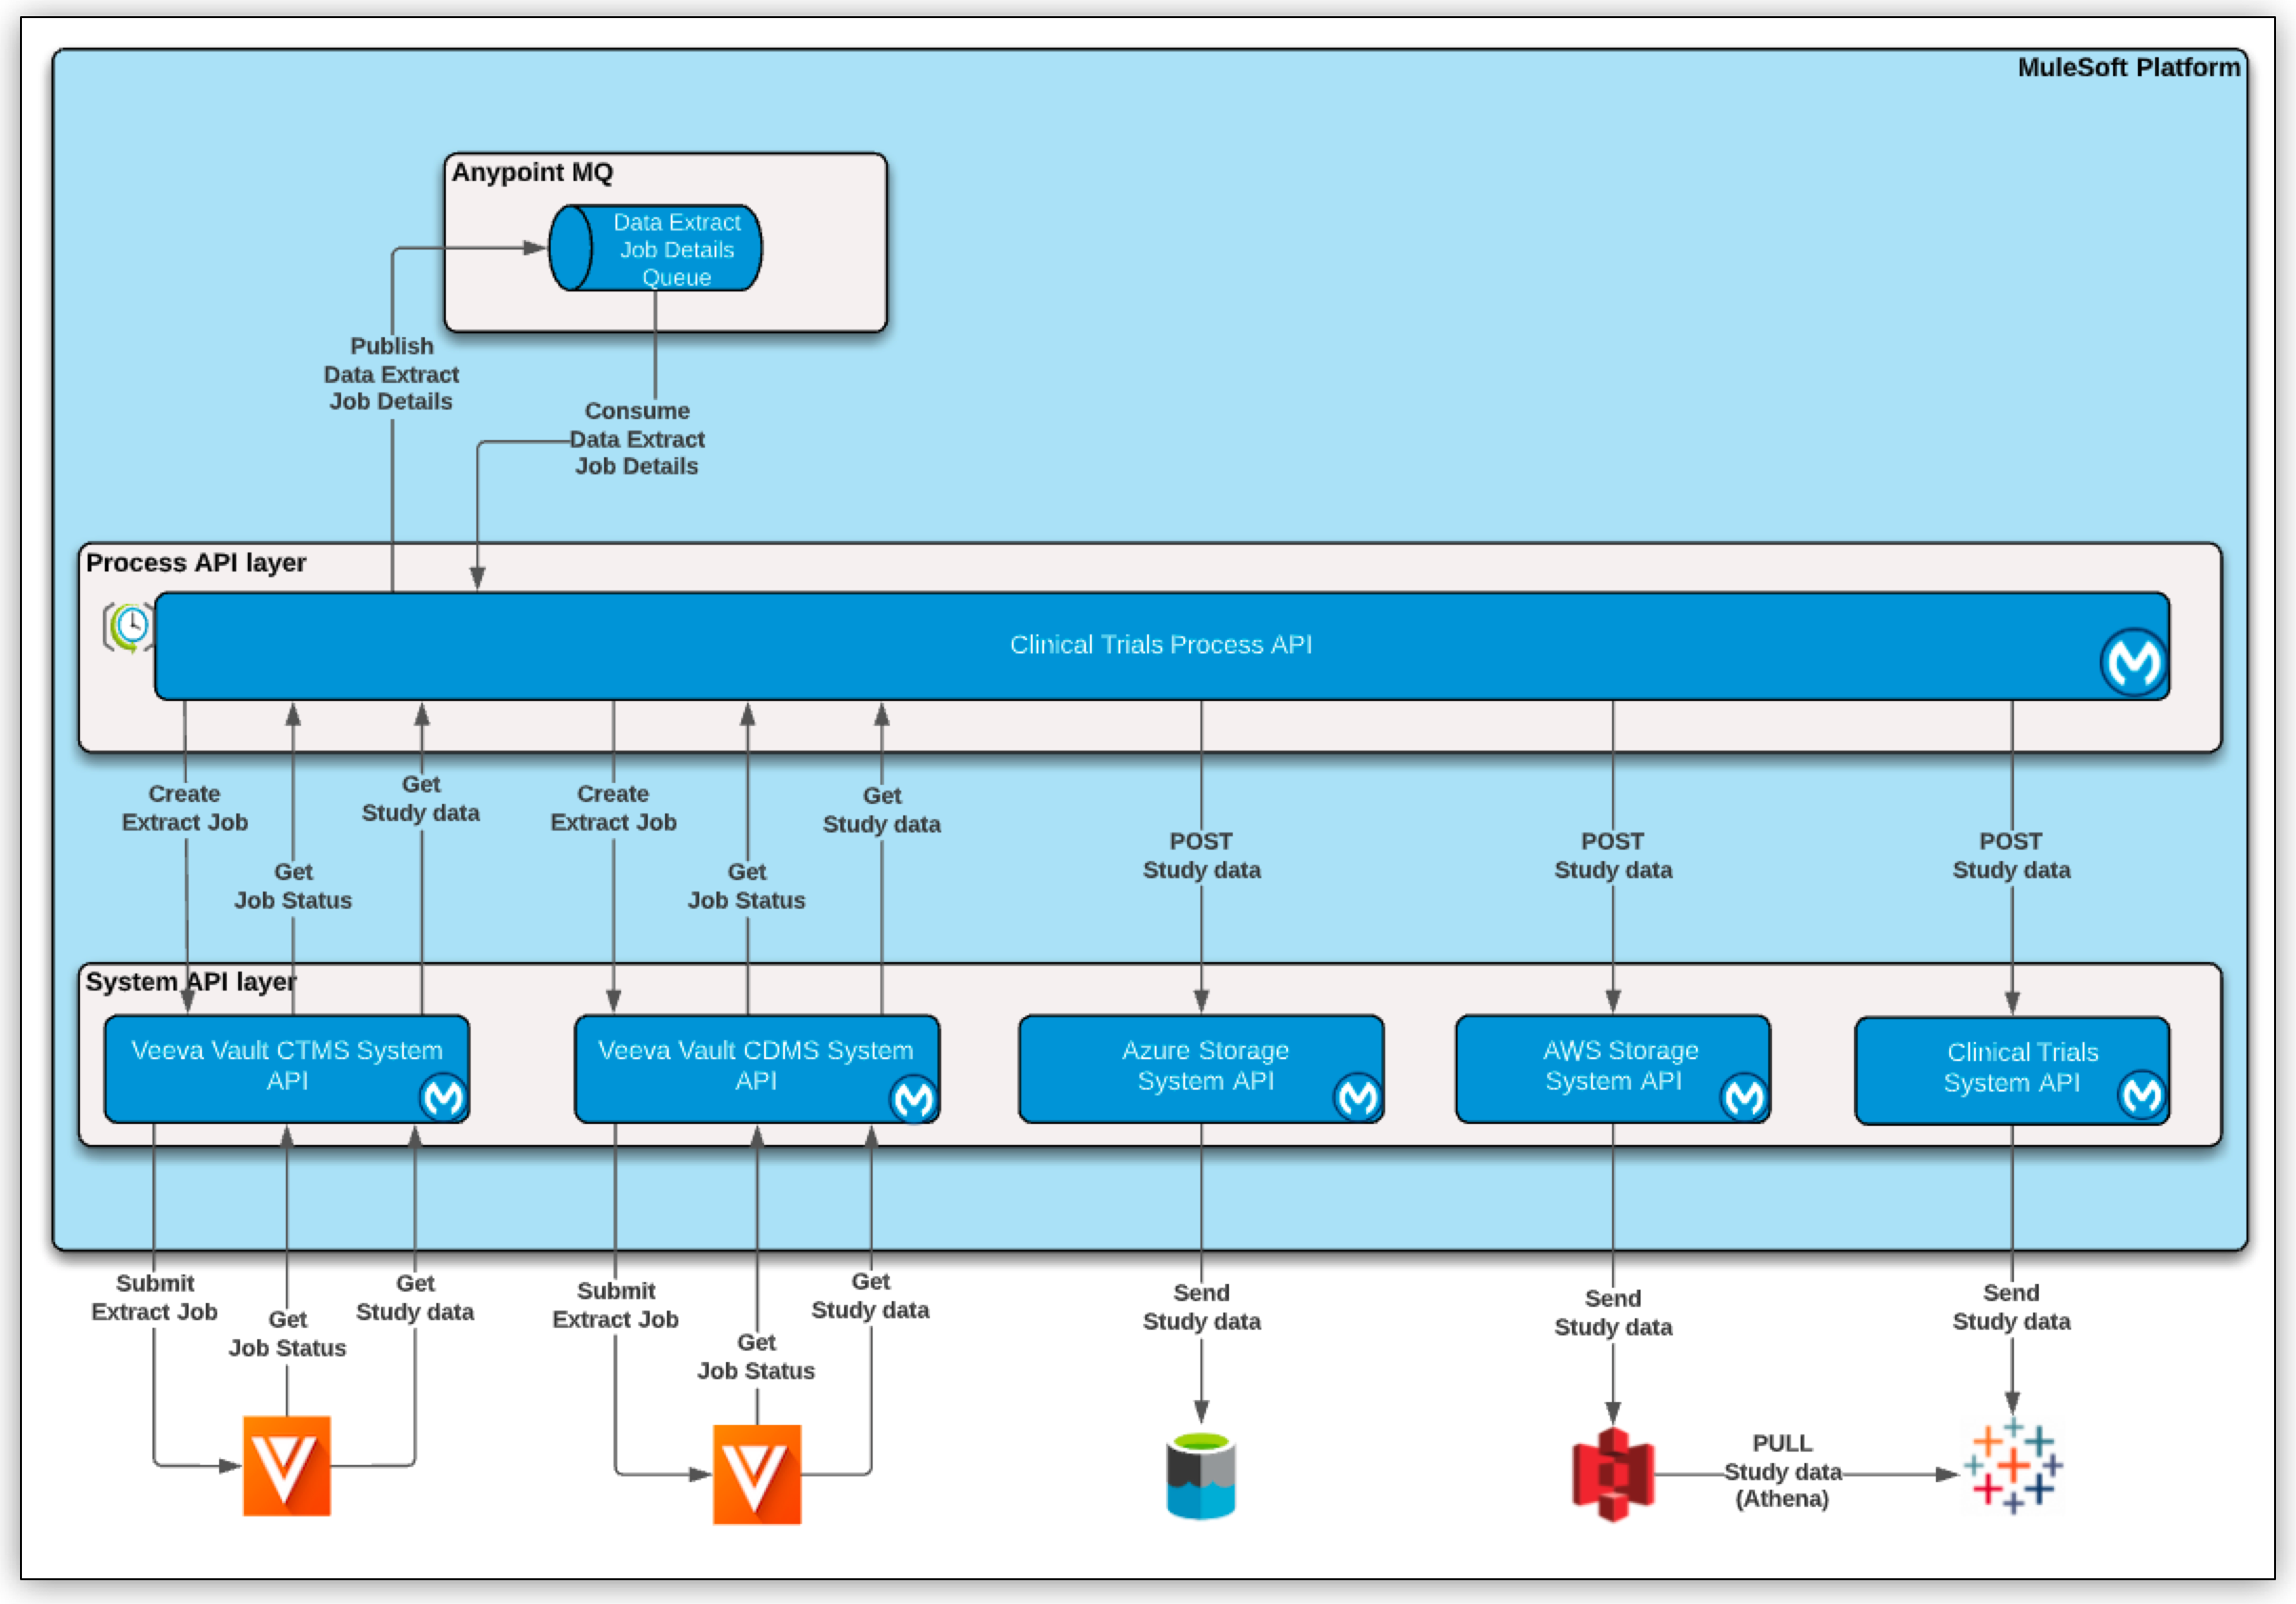 MuleSoft Platform
Anypoint MQ
Data Extract
Job Details
Queue
Publish
Data Extract
Job Details
Consume
Data Extract
Job Details
Process API layer
Clinical Trials Process API
Create
Extract Job
Get
Job Status
Get
Study data
Create
Extract Job
Get
Job Status
Get
Study data
POST
Study data
POST
Study data
POST
Study data
System API layer
Veeva Vault CTMS System
API
Veeva Vault CDMS System
API
Azure Storage
System API
AWS Storage
System API
Clinical Trials
System API
Submit
Extract Job
Get
Job Status
Get
Study data
Submit
Extract Job
Get
Job Status
Get
Study data
Send
Study data
Send
Study data
Send
Study data
PULL
Study data
(Athena)